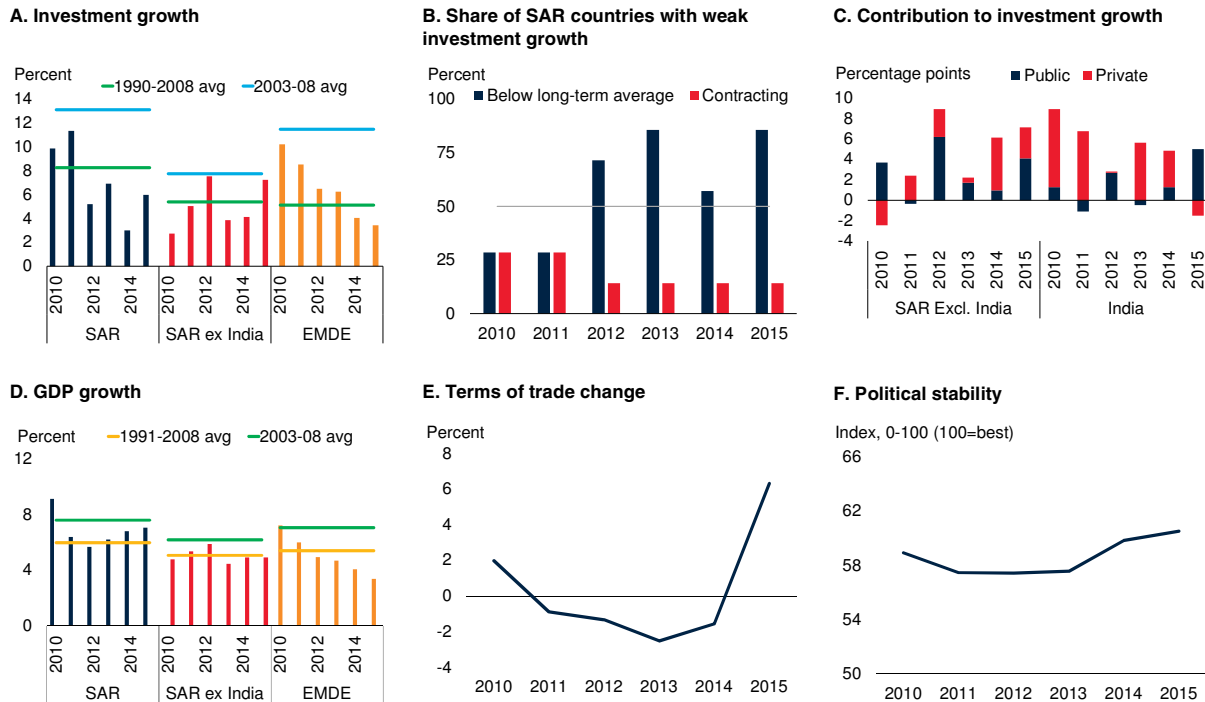 A. Investment growth
Percent
1990-2008 avg
2003-08 avg
14
12
10
8
6
4
2
0
2010
2012
2014
2010
2012
2014
2010
2012
2014
SAR
SAR ex India
EMDE
B. Share of SAR countries with weak
investment growth
Percent
100
Below long-term average
Contracting
75
50
25
0
2010
2011
2012
2013
2014
2015
C. Contribution to investment growth
Percentage points
Public
Private
10
8
6
4
2
0
-2
-4
2010
2011
2012
2013
2014
2015
2010
2011
2012
2013
2014
2015
SAR Excl. India
India
D. GDP growth
Percent
1991-2008 avg
2003-08 avg
12
8
4
0
2010
2012
2014
2010
2012
2014
2010
2012
2014
SAR
SAR ex India
EMDE
E. Terms of trade change
Percent
8
6
4
2
0
-2
-4
2010
2011
2012
2013
2014
2015
F. Political stability
Index, 0-100 (100=best)
66
62
58
54
50
2010
2011
2012
2013
2014
2015